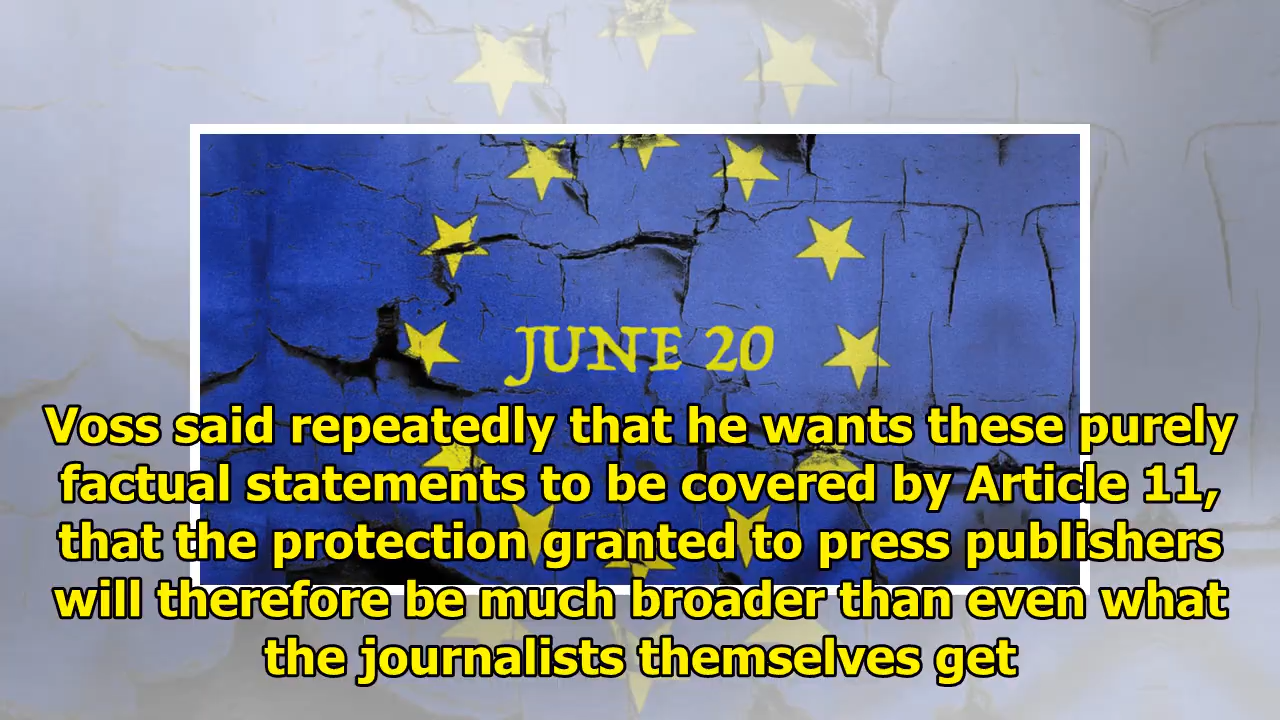 JUNE 20
Voss said repeatedly that he wants these purely
factual statements to be covered by Article 11,
that the protection granted to press publishers
will therefore be much broader than even what
the journalists themselves get